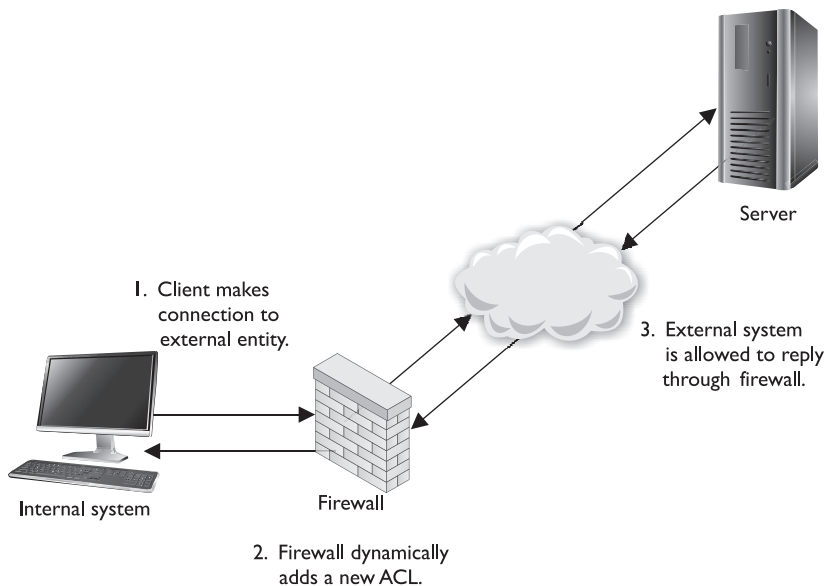 Server
1. Client makes
connection to
external entity.
3. External system
is allowed to reply
through firewall.
Internal system
Firewall
2. Firewall dynamically
adds a new ACL.